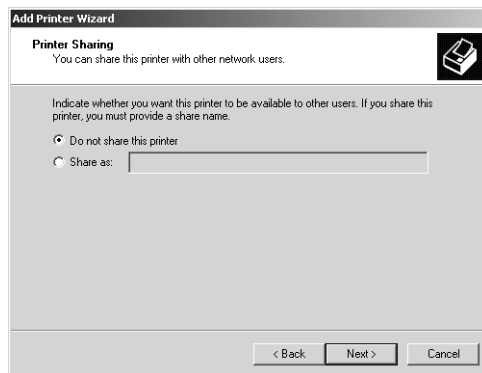 Add Printer Wizard
Printer Sharing
You can share this printer with other network users.
Indicate whether you want this printer to be available to other users. If you share this
printer, you must provide a share name.
Do not share this printer
Share as:
< Back Next > Cancel